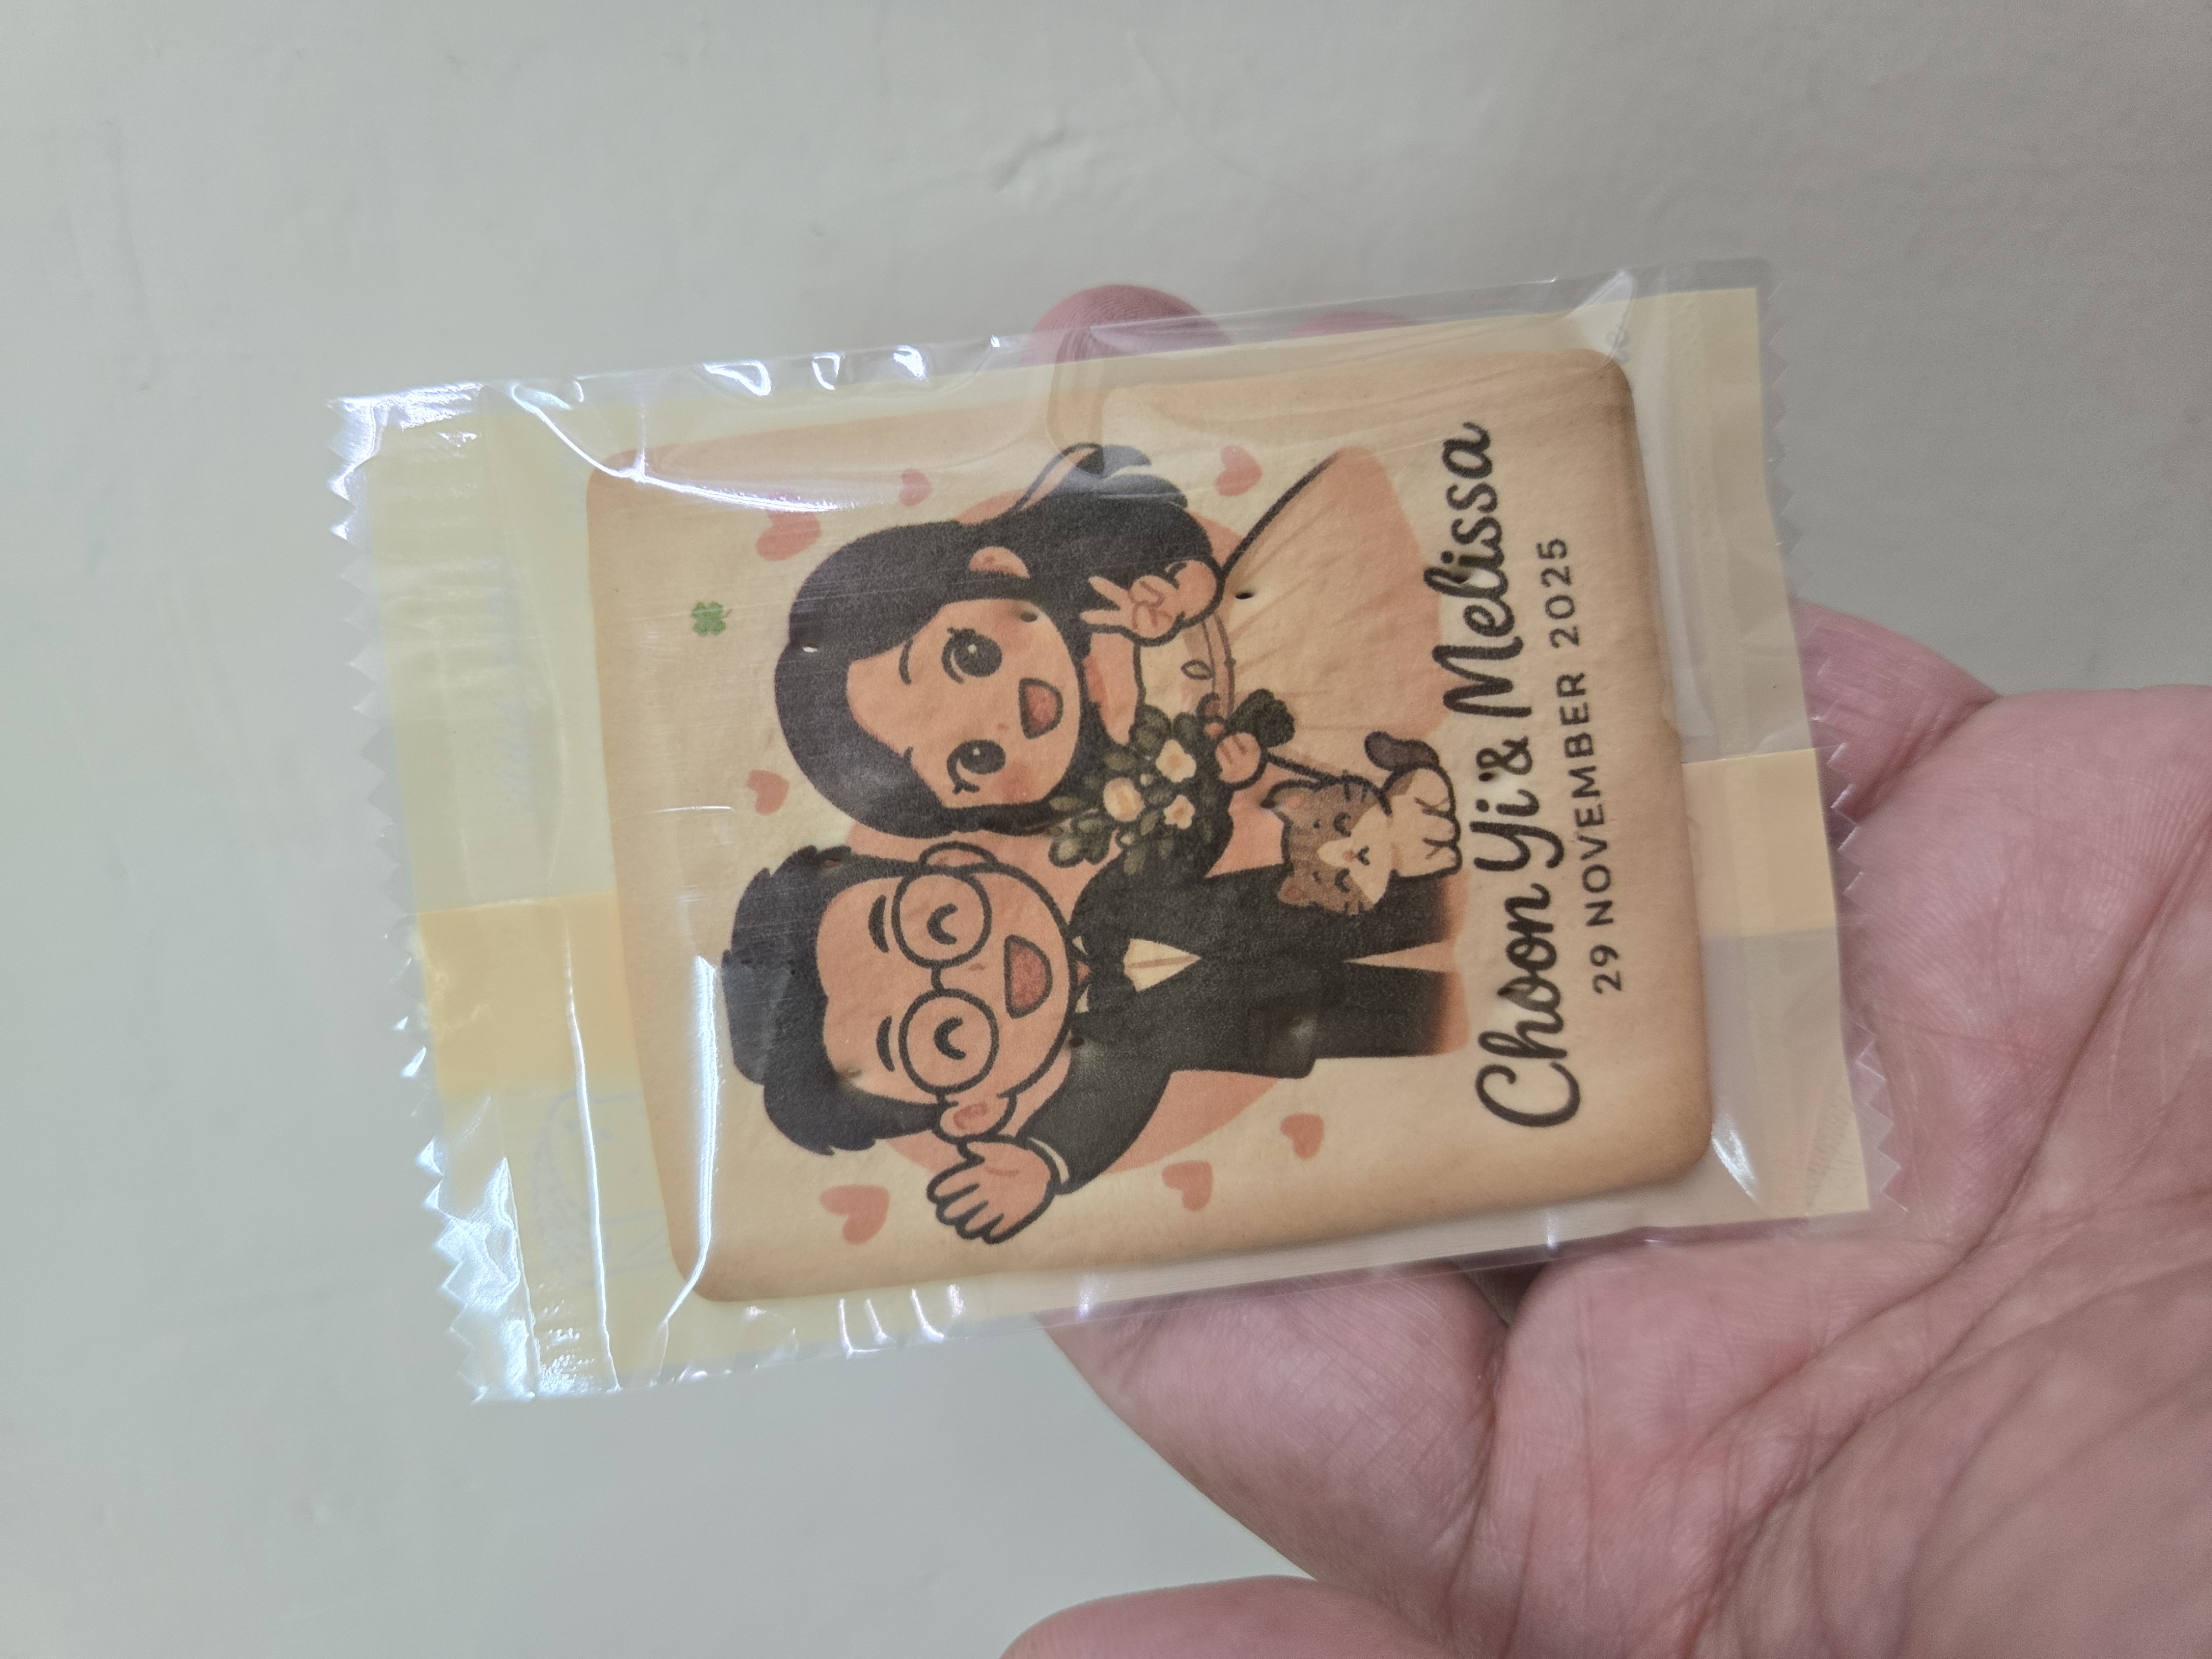 Choon Yi & Melissa
29 NOVEMBER 2025